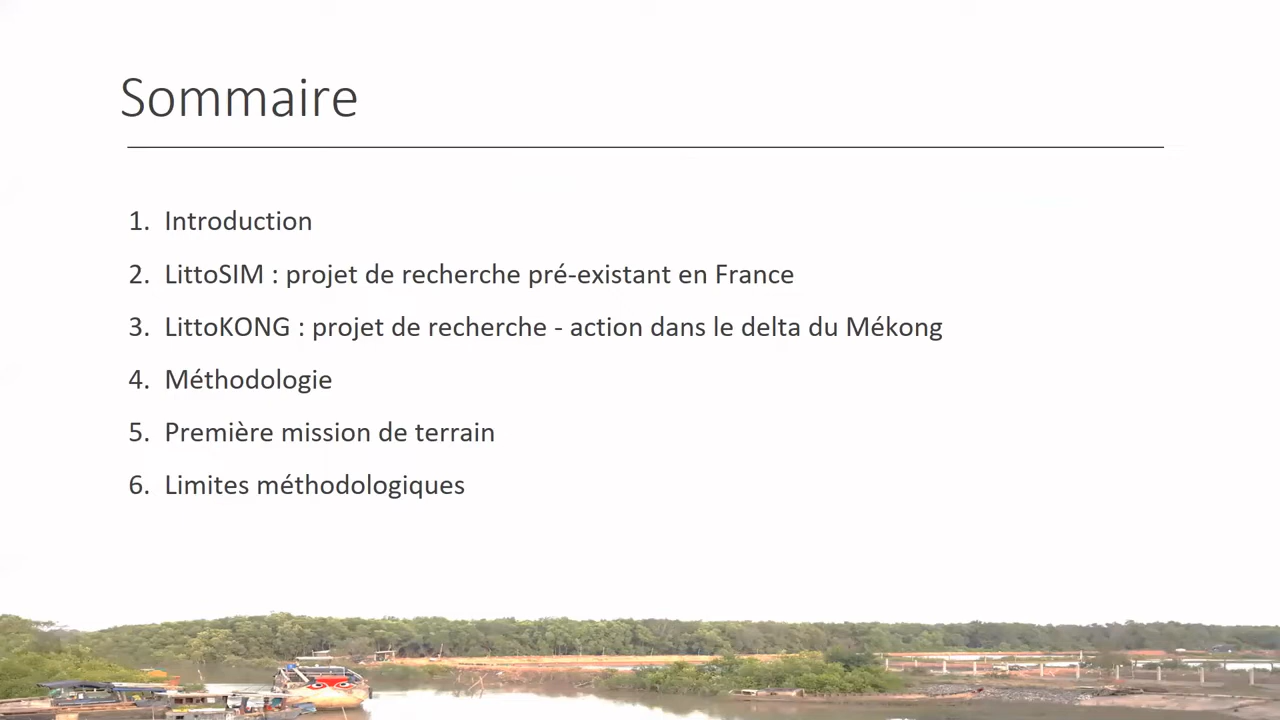 Sommaire
1. Introduction
2. LittoSIM : projet de recherche pré-existant en France
3. LittoKONG : projet de recherche - action dans le delta du Mékong
4. Méthodologie
5. Première mission de terrain
6. Limites méthodologiques